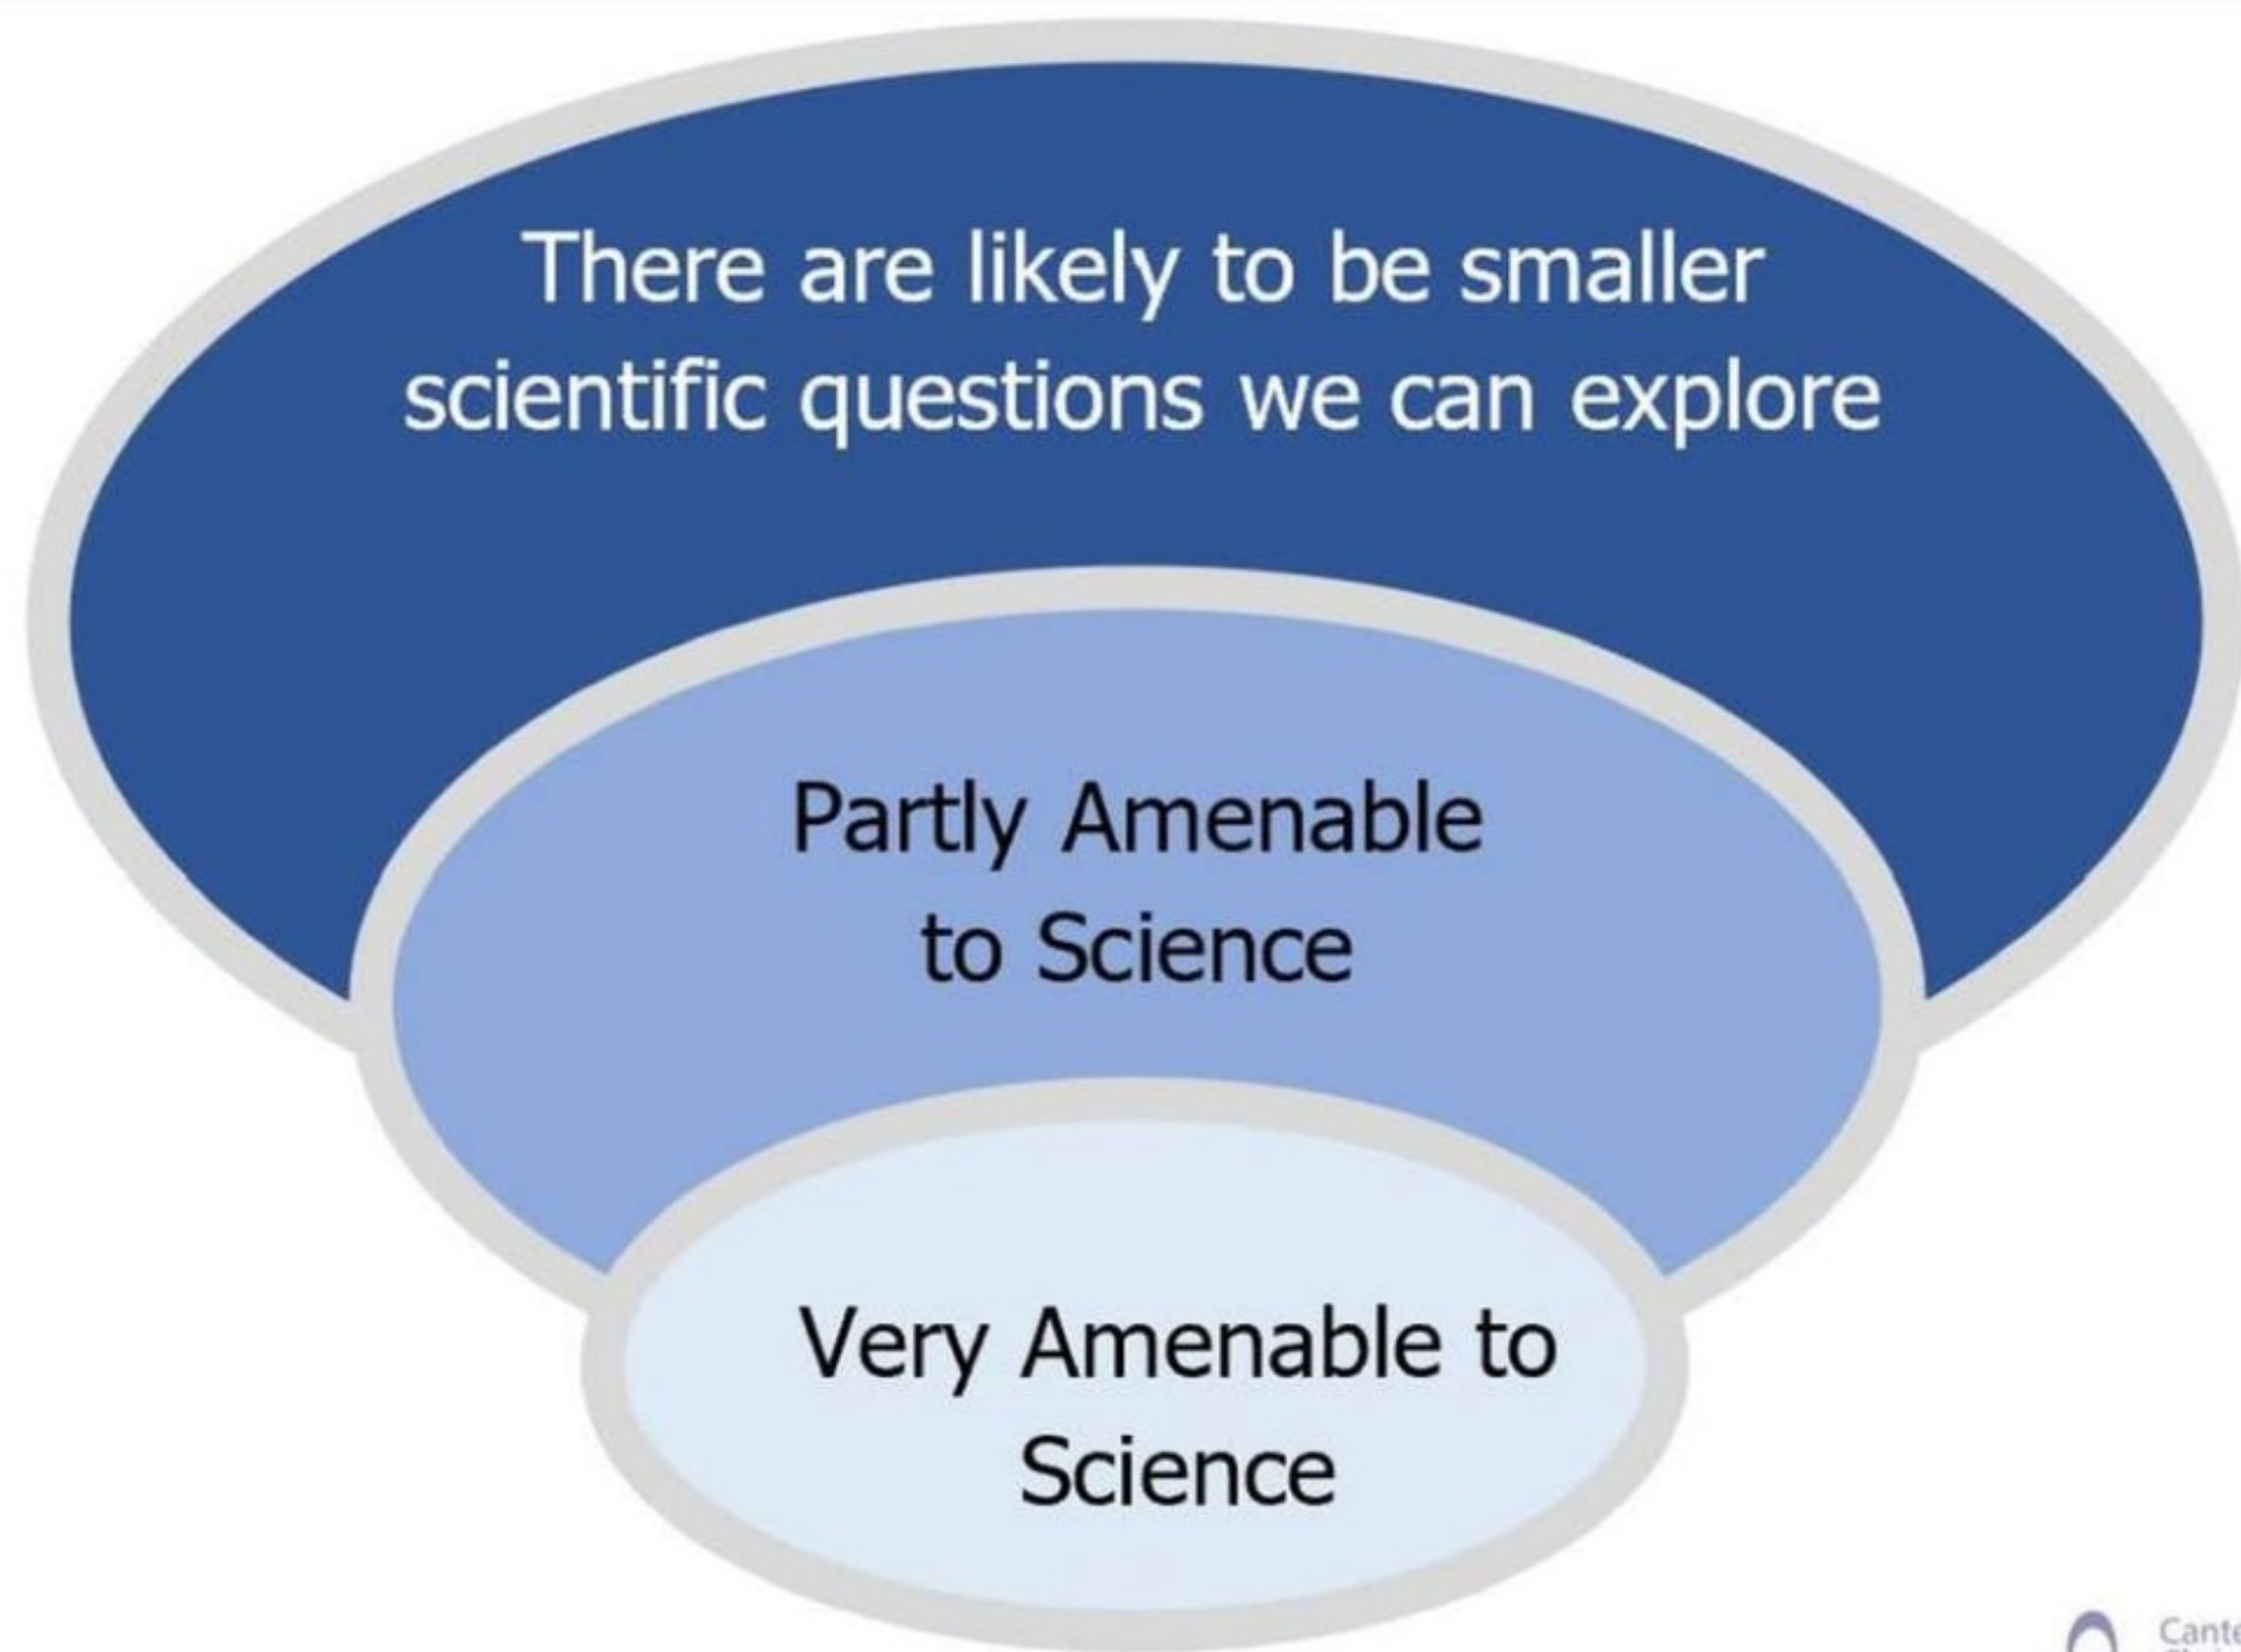 There are likely to be smaller
scientific questions we can explore
Partly Amenable
to Science
Very Amenable to
Science